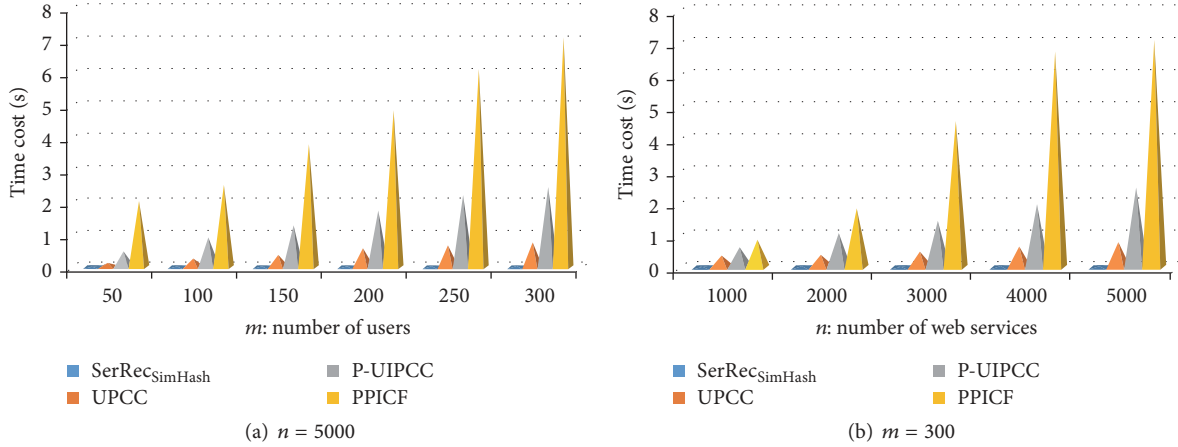 8
7
6
5
4
3
2
1
0
Time cost (s)
50 100 150 200 250 300
m: number of users
SerRecSimHash P-UIPCC
UPCC PPICF
(a) n = 5000
8
7
6
5
4
3
2
1
0
Time cost (s)
1000 2000 3000 4000 5000
n: number of web services
SerRecSimHash P-UIPCC
UPCC PPICF
(b) m = 300